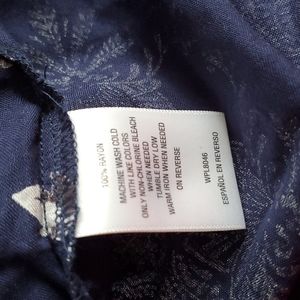 100% RAYON
MACHINE WASH COLD
WITH LIKE COLORS
ONLY NON-CHLORINE BLEACH
WHEN NEEDED
TUMBLE DRY LOW
WARM IRON WHEN NEEDED
ON REVERSE
WPL8046
ESPAÑOL EN REVERSO